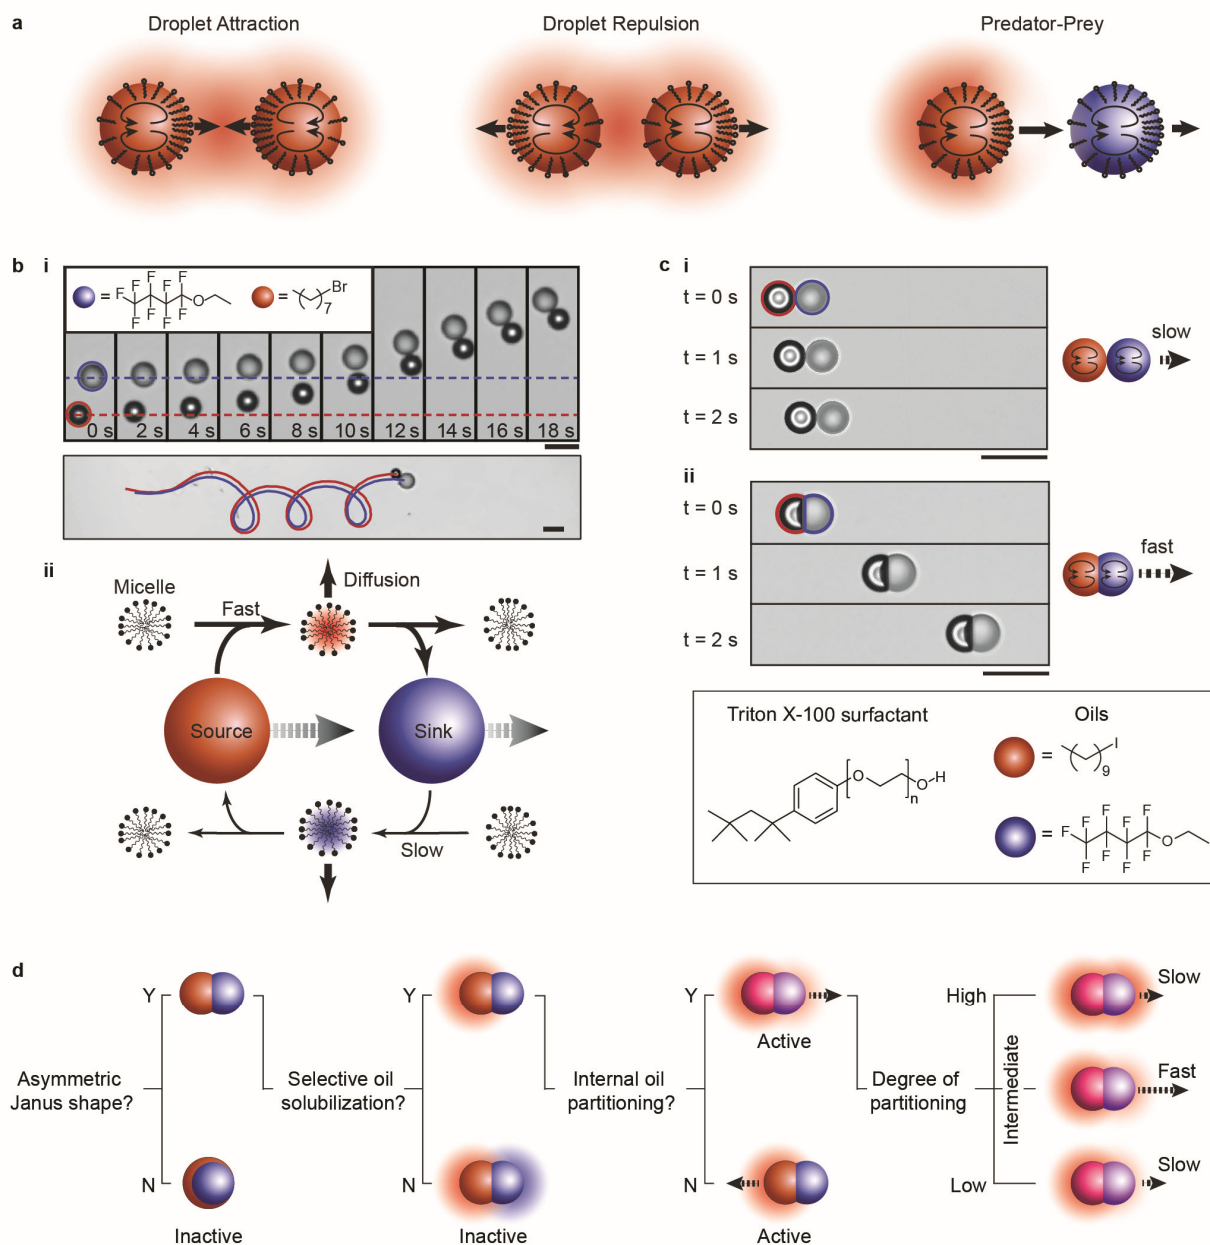 a
Droplet Attraction
Droplet Repulsion
Predator-Prey
b i
= F F F F F F F F F O
= Br 7
0 s 2 s 4 s 6 s 8 s 10 s 12 s 14 s 16 s 18 s
ii
Micelle
Fast
Diffusion
Source
Sink
Slow
c i
t = 0 s
t = 1 s
t = 2 s
slow
ii
t = 0 s
t = 1 s
t = 2 s
fast
Triton X-100 surfactant
O n O H
Oils
= I 9
= F F F F F F F F F O
d
Asymmetric
Janus shape?
Y
N
Inactive
Selective oil
solubilization?
Y
N
Inactive
Internal oil
partitioning?
Y
Active
N
Active
Degree of
partitioning
High
Intermediate
Low
Slow
Fast
Slow